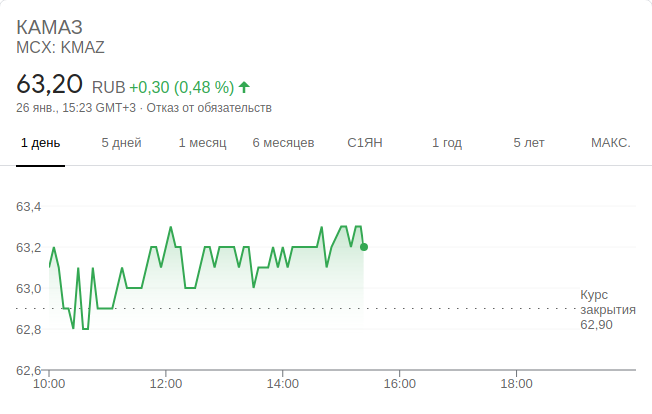 КАМАЗ
MCX: KMAZ
63,20 RUB +0,30 (0,48 %)
26 янв., 15:23 GMT+3 · Отказ от обязательств
1 день 5 дней 1 месяц 6 месяцев С1ЯН 1 год 5 лет МАКС.
63,4
63,2
63,0
62,8
62,6
Курс
закрытия
62,90
10:00 12:00 14:00 16:00 18:00